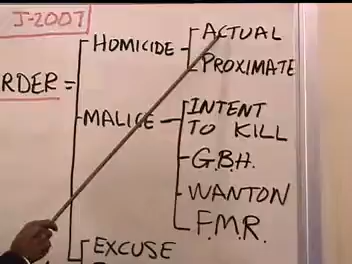 J-2007
HOMICIDE - ACTUAL
PROXIMATE
RDER =
MALICE - INTENT
TO KILL
G.B.H.
WANTON
F.M.R.
EXCUSE